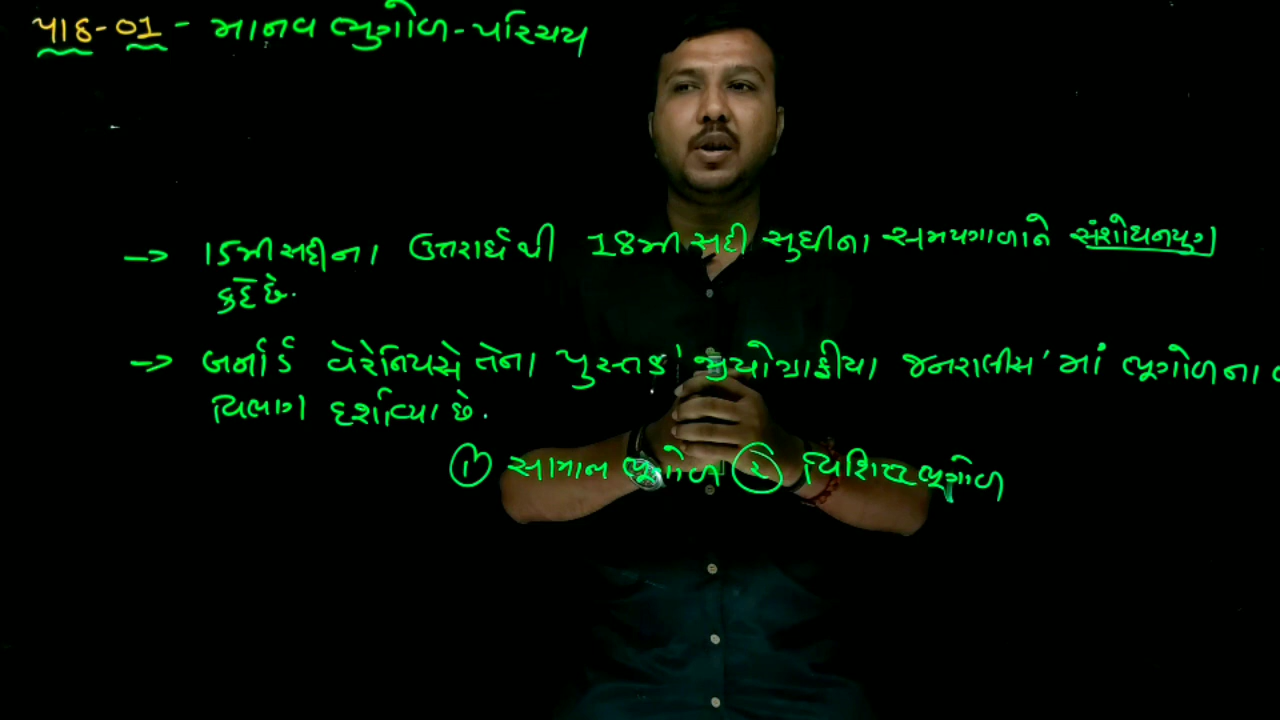 પાઠ-૦1 - માનવ ભુગોળ-પરિચય
→ 15મી સદીના ઉત્તરાર્ધથી 18મી સદી સુધીના સમયગાળાને સંશોધનયુગ
કહે છે.
→ બર્નાર્ડ વેરેનિયસે તેના પુસ્તક 'જીયોગ્રાફીયા જનરાલીસ' માં ભૂગોળના
વિભાગ દર્શાવ્યા છે.
① સામાન્ય ભૂગોળ ② વિશિષ્ટ ભૂગોળ